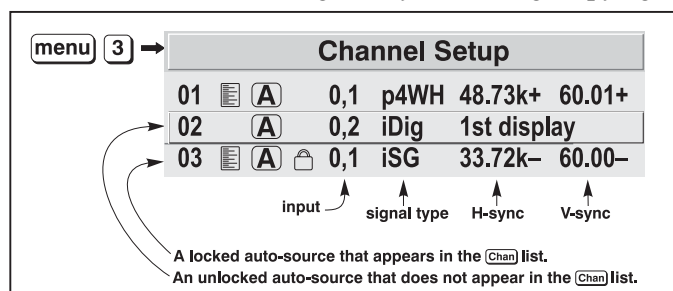 menu 3
Channel Setup
01 A 0,1 p4WH 48.73k+ 60.01+
02 A 0,2 iDig 1st display
03 A 0,1 iSG 33.72k– 60.00–
input signal type H-sync V-sync
A locked auto-source that appears in the Chan list.
An unlocked auto-source that does not appear in the Chan list.